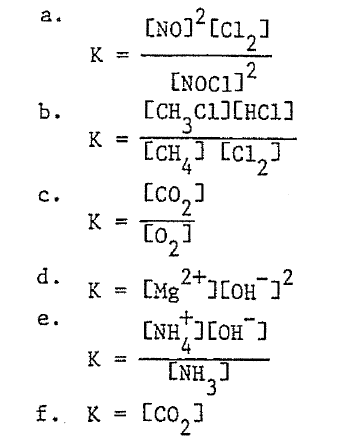 a. K = [NO]²[Cl₂] / [NOCl]²
b. K = [CH₃Cl][HCl] / [CH₄] [Cl₂]
c. K = [CO₂] / [O₂]
d. K = [Mg²⁺][OH⁻]²
e. K = [NH₄⁺][OH⁻] / [NH₃]
f. K = [CO₂]